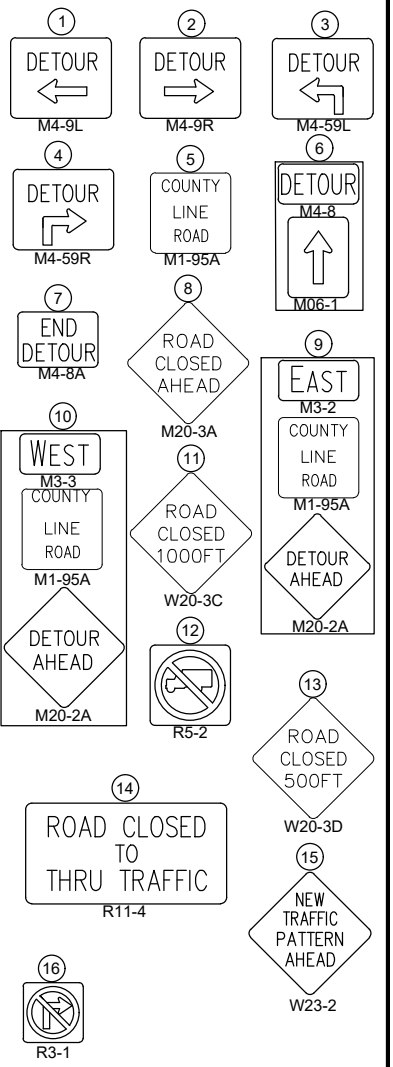 1
DETOUR
M4-9L
2
DETOUR
M4-9R
3
DETOUR
M4-59L
4
DETOUR
M4-59R
5
COUNTY
LINE
ROAD
M1-95A
6
DETOUR
M4-8
M06-1
7
END
DETOUR
M4-8A
8
ROAD
CLOSED
AHEAD
M20-3A
9
EAST
M3-2
COUNTY
LINE
ROAD
M1-95A
DETOUR
AHEAD
M20-2A
10
WEST
M3-3
COUNTY
LINE
ROAD
M1-95A
DETOUR
AHEAD
M20-2A
11
ROAD
CLOSED
1000FT
W20-3C
12
R5-2
13
ROAD
CLOSED
500FT
W20-3D
14
ROAD CLOSED
TO
THRU TRAFFIC
R11-4
15
NEW
TRAFFIC
PATTERN
AHEAD
W23-2
16
R3-1